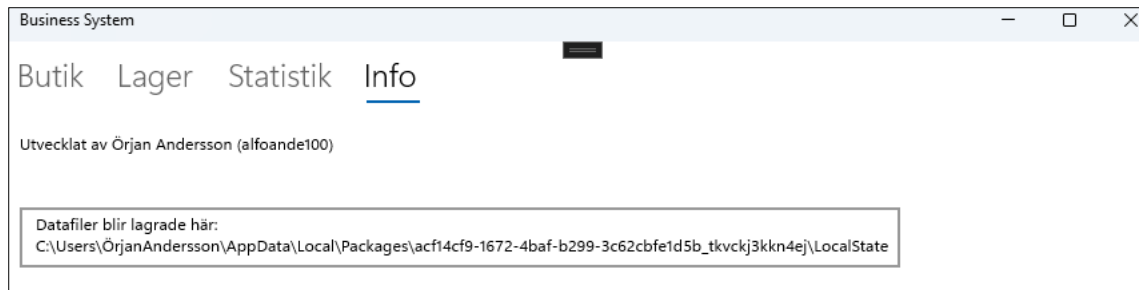 Business System
Butik Lager Statistik Info
Utvecklat av Örjan Andersson (alfoande100)
Datafiler blir lagrade här:
C:\Users\ÖrjanAndersson\AppData\Local\Packages\acf14cf9-1672-4baf-b299-3c62cbfe1d5b_tkvckj3kkn4ej\LocalState